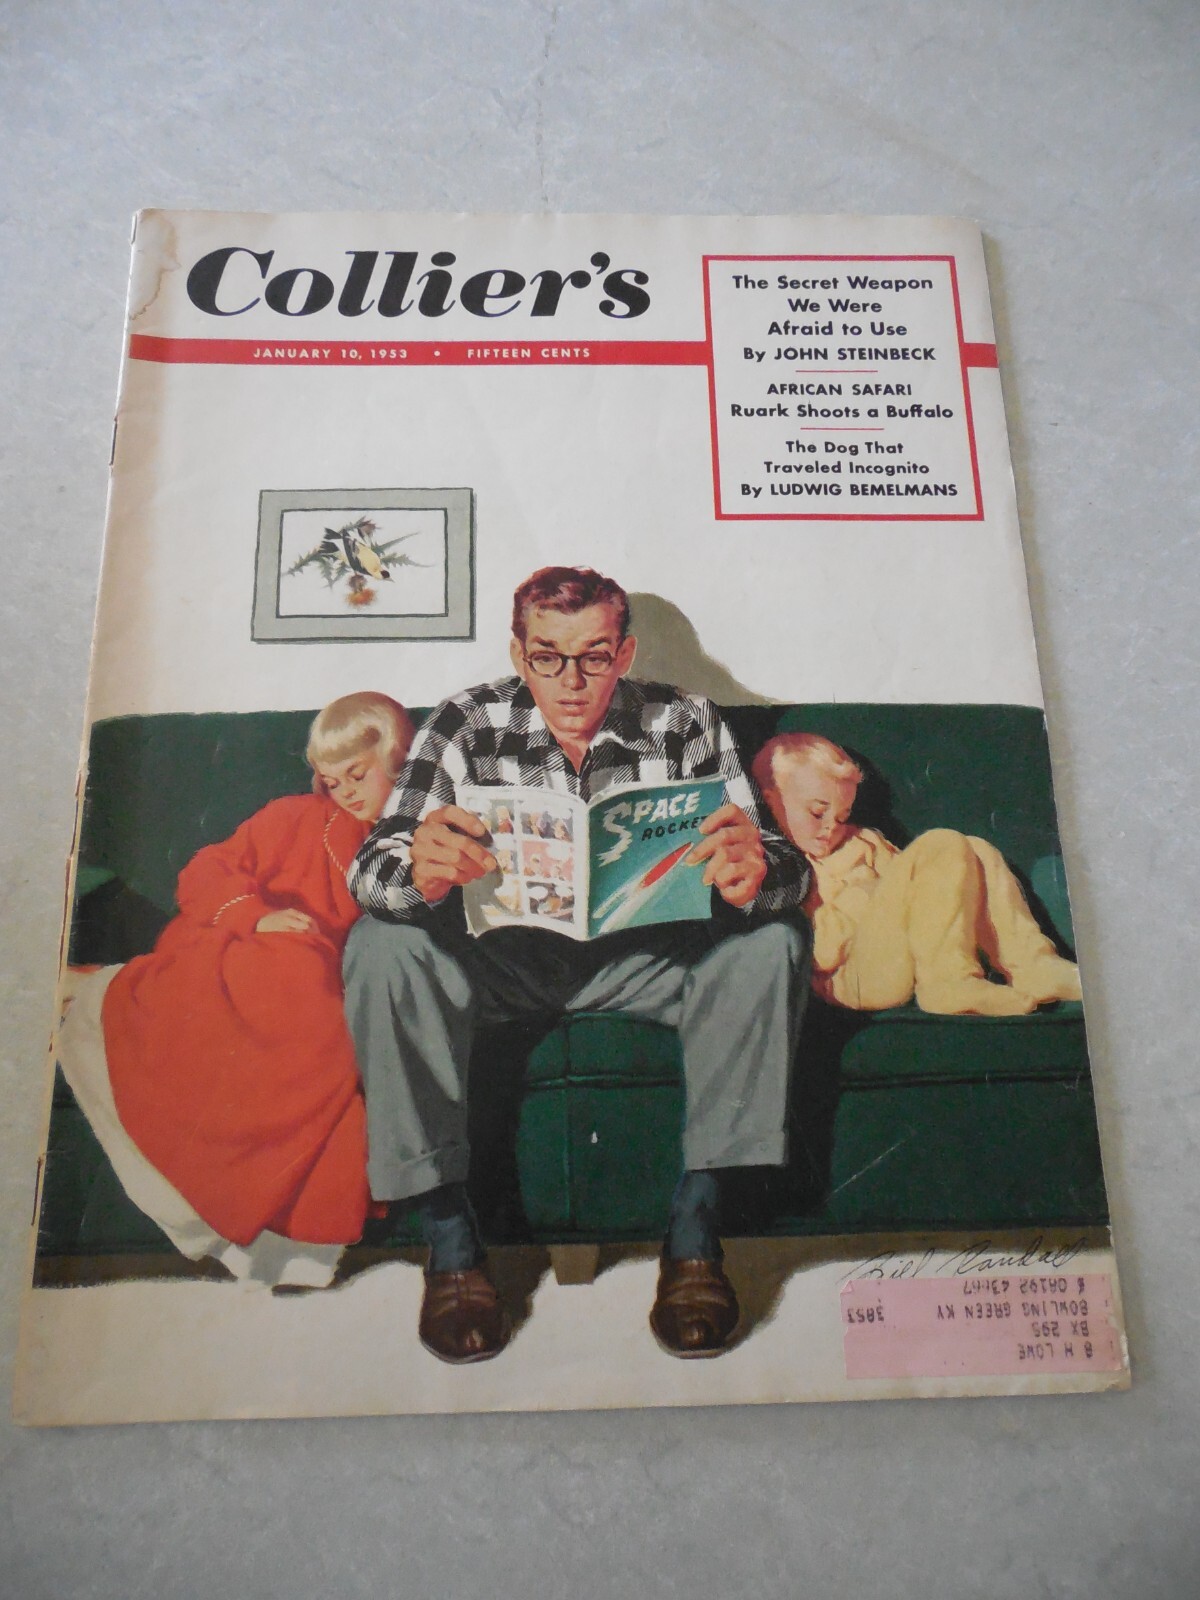 Collier's
JANUARY 10, 1953 • FIFTEEN CENTS
The Secret Weapon
We Were
Afraid to Use
By JOHN STEINBECK
AFRICAN SAFARI
Ruark Shoots a Buffalo
The Dog That
Traveled Incognito
By LUDWIG BEMELMANS
SPACE
ROCKET
Bill Randall
B H LOWE
BX 295
BOWLING GREEN KY 3853